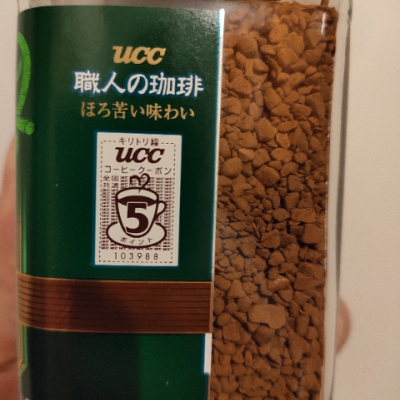 UCC
職人の珈琲
ほろ苦い味わい
キリトリ線
UCC
コーヒークーポン
全国
共通
5
ポイント
103988